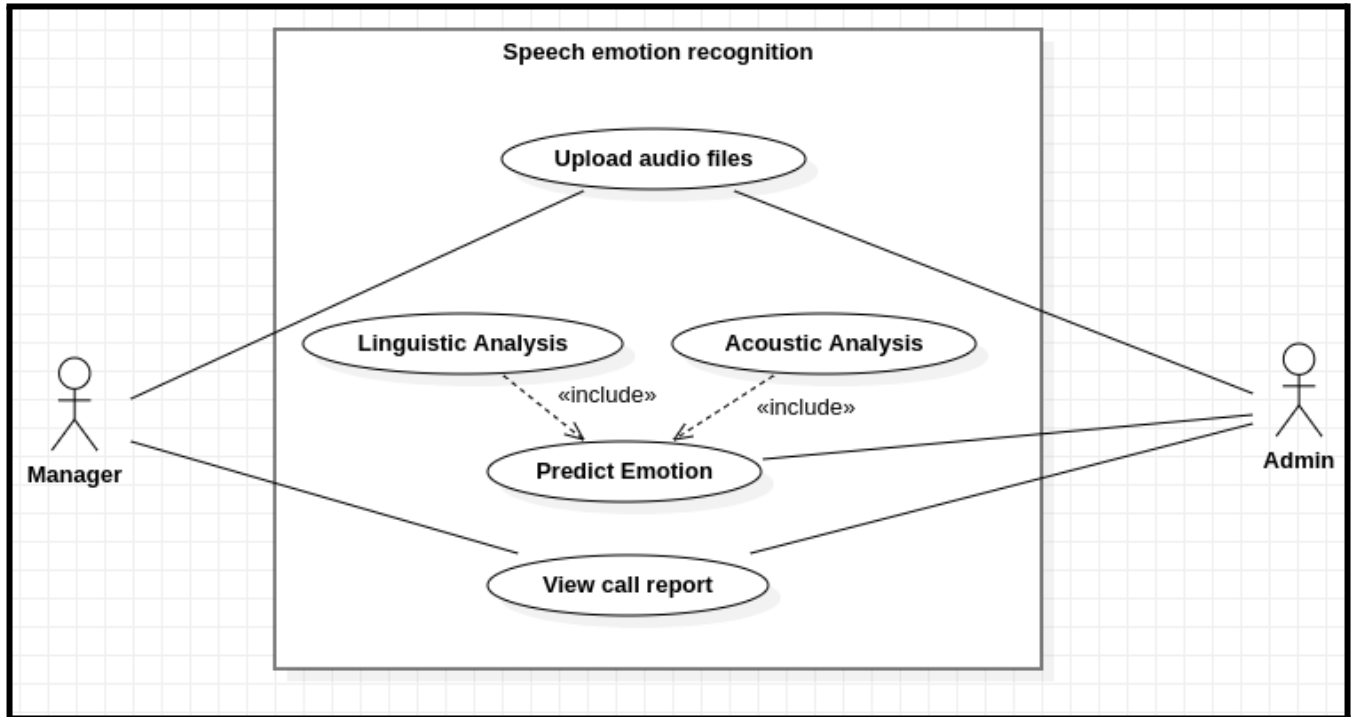 Speech emotion recognition
Upload audio files
Linguistic Analysis
Acoustic Analysis
«include»
«include»
Manager
Admin
Predict Emotion
View call report